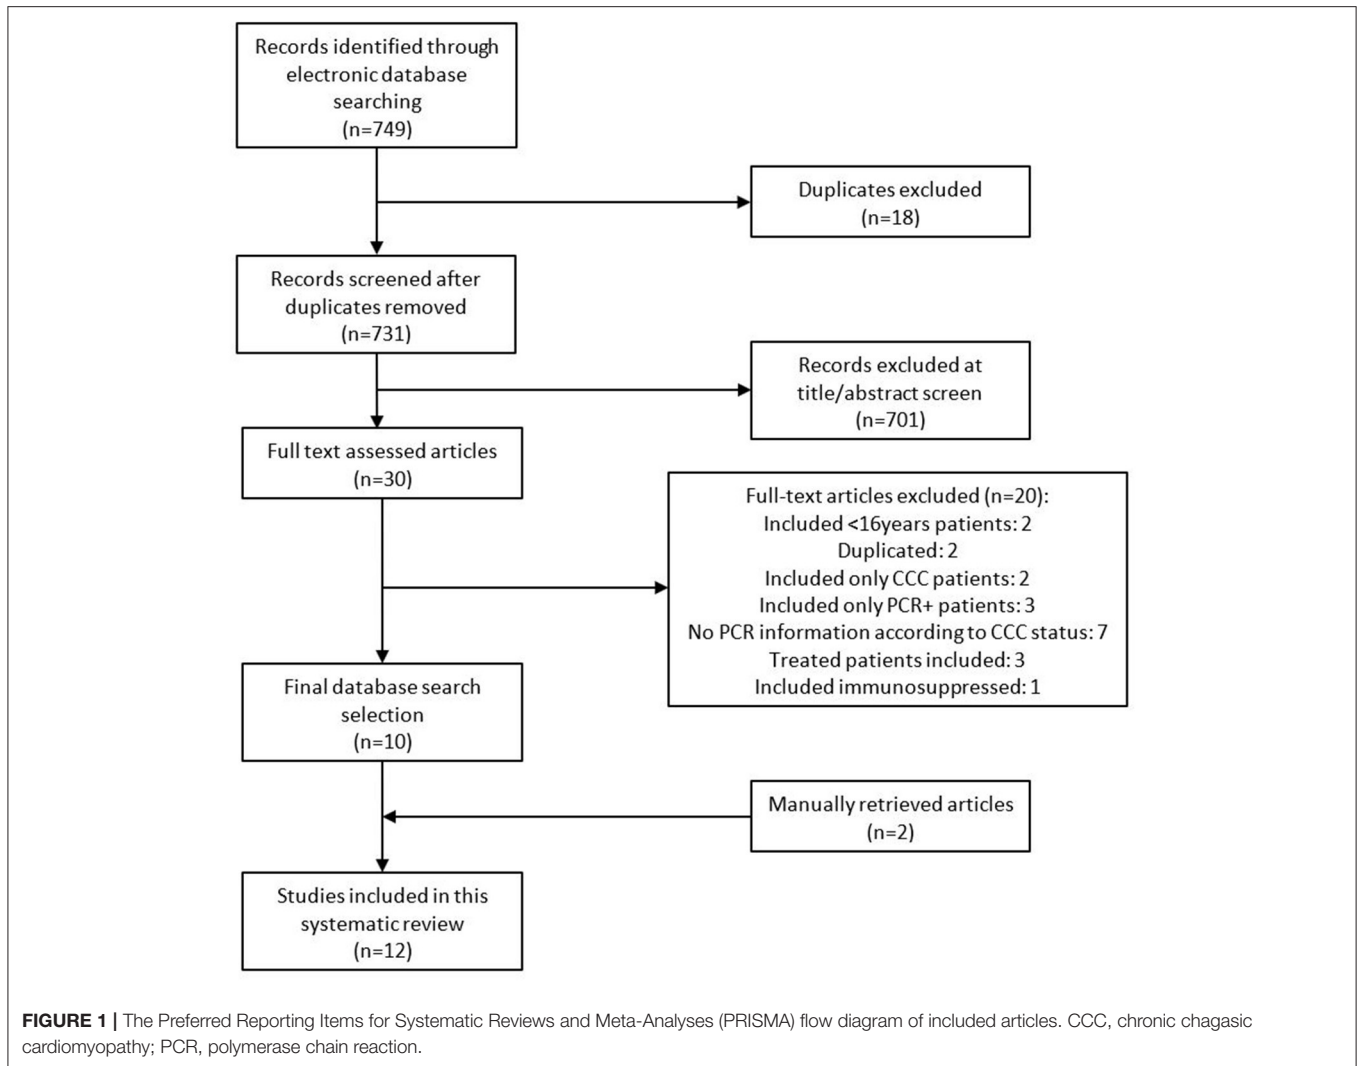 Records identified through
electronic database
searching
(n=749)
Duplicates excluded
(n=18)
Records screened after
duplicates removed
(n=731)
Records excluded at
title/abstract screen
(n=701)
Full text assessed articles
(n=30)
Full-text articles excluded (n=20):
Included <16years patients: 2
Duplicated: 2
Included only CCC patients: 2
Included only PCR+ patients: 3
No PCR information according to CCC status: 7
Treated patients included: 3
Included immunosuppressed: 1
Final database search
selection
(n=10)
Manually retrieved articles
(n=2)
Studies included in this
systematic review
(n=12)
FIGURE 1 | The Preferred Reporting Items for Systematic Reviews and Meta-Analyses (PRISMA) flow diagram of included articles. CCC, chronic chagasic
cardiomyopathy; PCR, polymerase chain reaction.